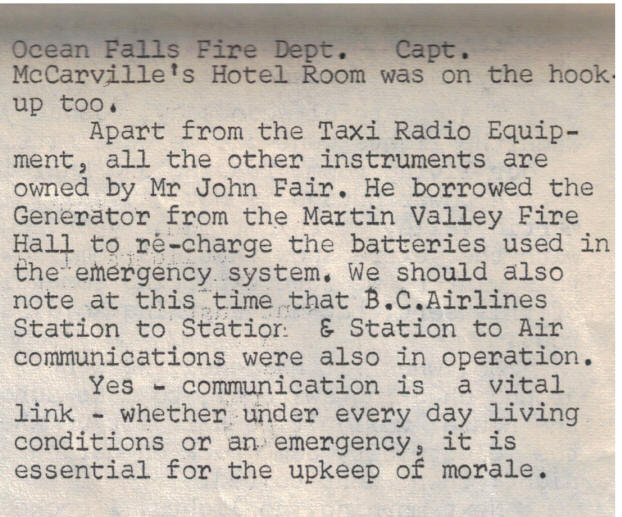 Ocean Falls Fire Dept.   Capt.
McCarville's Hotel Room was on the hook-
up too.
Apart from the Taxi Radio Equip-
ment, all the other instruments are
owned by Mr John Fair. He borrowed the
Generator from the Martin Valley Fire
Hall to re-charge the batteries used in
the emergency system. We should also
note at this time that B.C.Airlines
Station to Station  & Station to Air
communications were also in operation.
Yes - communication is  a vital
link - whether under every day living
conditions or an emergency, it is
essential for the upkeep of morale.